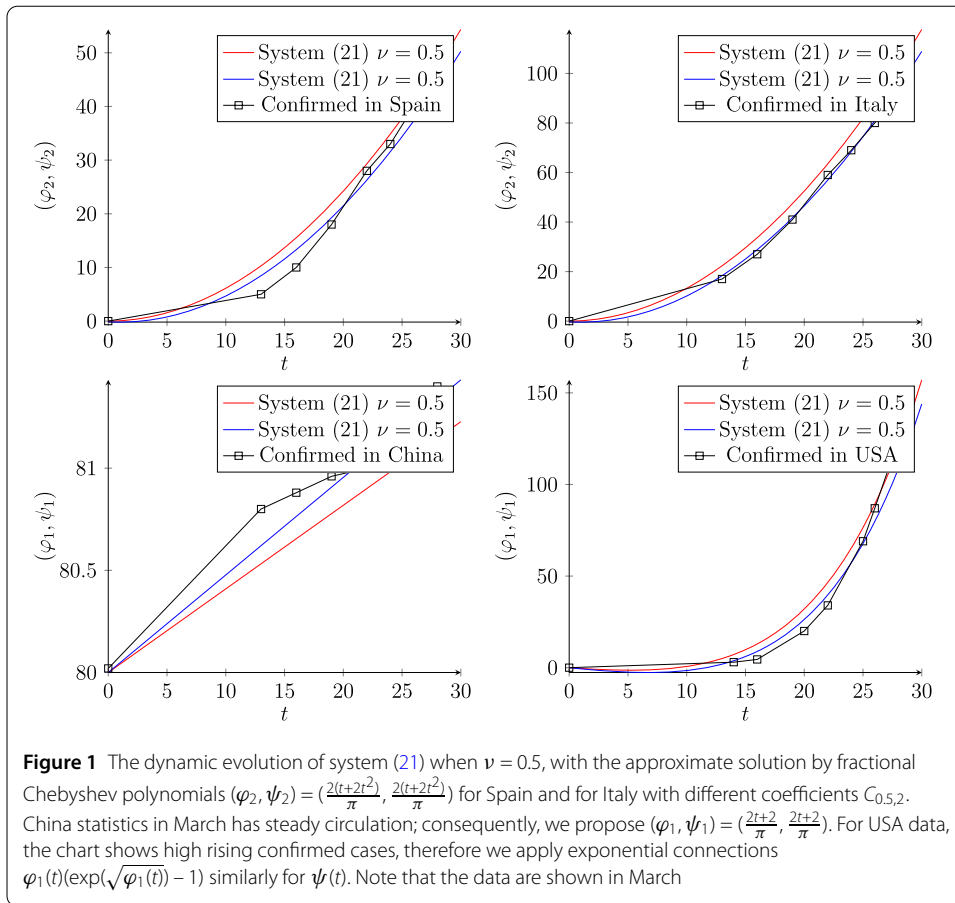 50
40
30
20
10
0
(φ₂, ψ₂)
System (21) ν = 0.5
System (21) ν = 0.5
Confirmed in Spain
0 5 10 15 20 25 30
t
100
80
60
40
20
0
(φ₂, ψ₂)
System (21) ν = 0.5
System (21) ν = 0.5
Confirmed in Italy
0 5 10 15 20 25 30
t
81
80.5
80
(φ₁, ψ₁)
System (21) ν = 0.5
System (21) ν = 0.5
Confirmed in China
0 5 10 15 20 25 30
t
150
100
50
0
(φ₁, ψ₁)
System (21) ν = 0.5
System (21) ν = 0.5
Confirmed in USA
0 5 10 15 20 25 30
t
Figure 1 The dynamic evolution of system (21) when ν = 0.5, with the approximate solution by fractional
Chebyshev polynomials (φ₂, ψ₂) = (2(t+2t²)/π, 2(t+2t²)/π) for Spain and for Italy with different coefficients C₀.₅,₂.
China statistics in March has steady circulation; consequently, we propose (φ₁, ψ₁) = (2t+2/π, 2t+2/π). For USA data,
the chart shows high rising confirmed cases, therefore we apply exponential connections
φ₁(t)(exp(√φ₁(t)) – 1) similarly for ψ(t). Note that the data are shown in March